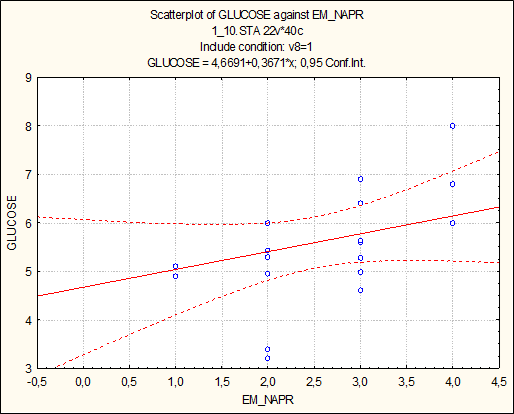 Scatterplot of GLUCOSE against EM_NAPR
1_10.STA 22v*40c
Include condition: v8=1
GLUCOSE = 4,6691+0,3671*x; 0,95 Conf.Int.
9
8
7
6
5
4
3
GLUCOSE
-0,5 0,0 0,5 1,0 1,5 2,0 2,5 3,0 3,5 4,0 4,5
EM_NAPR